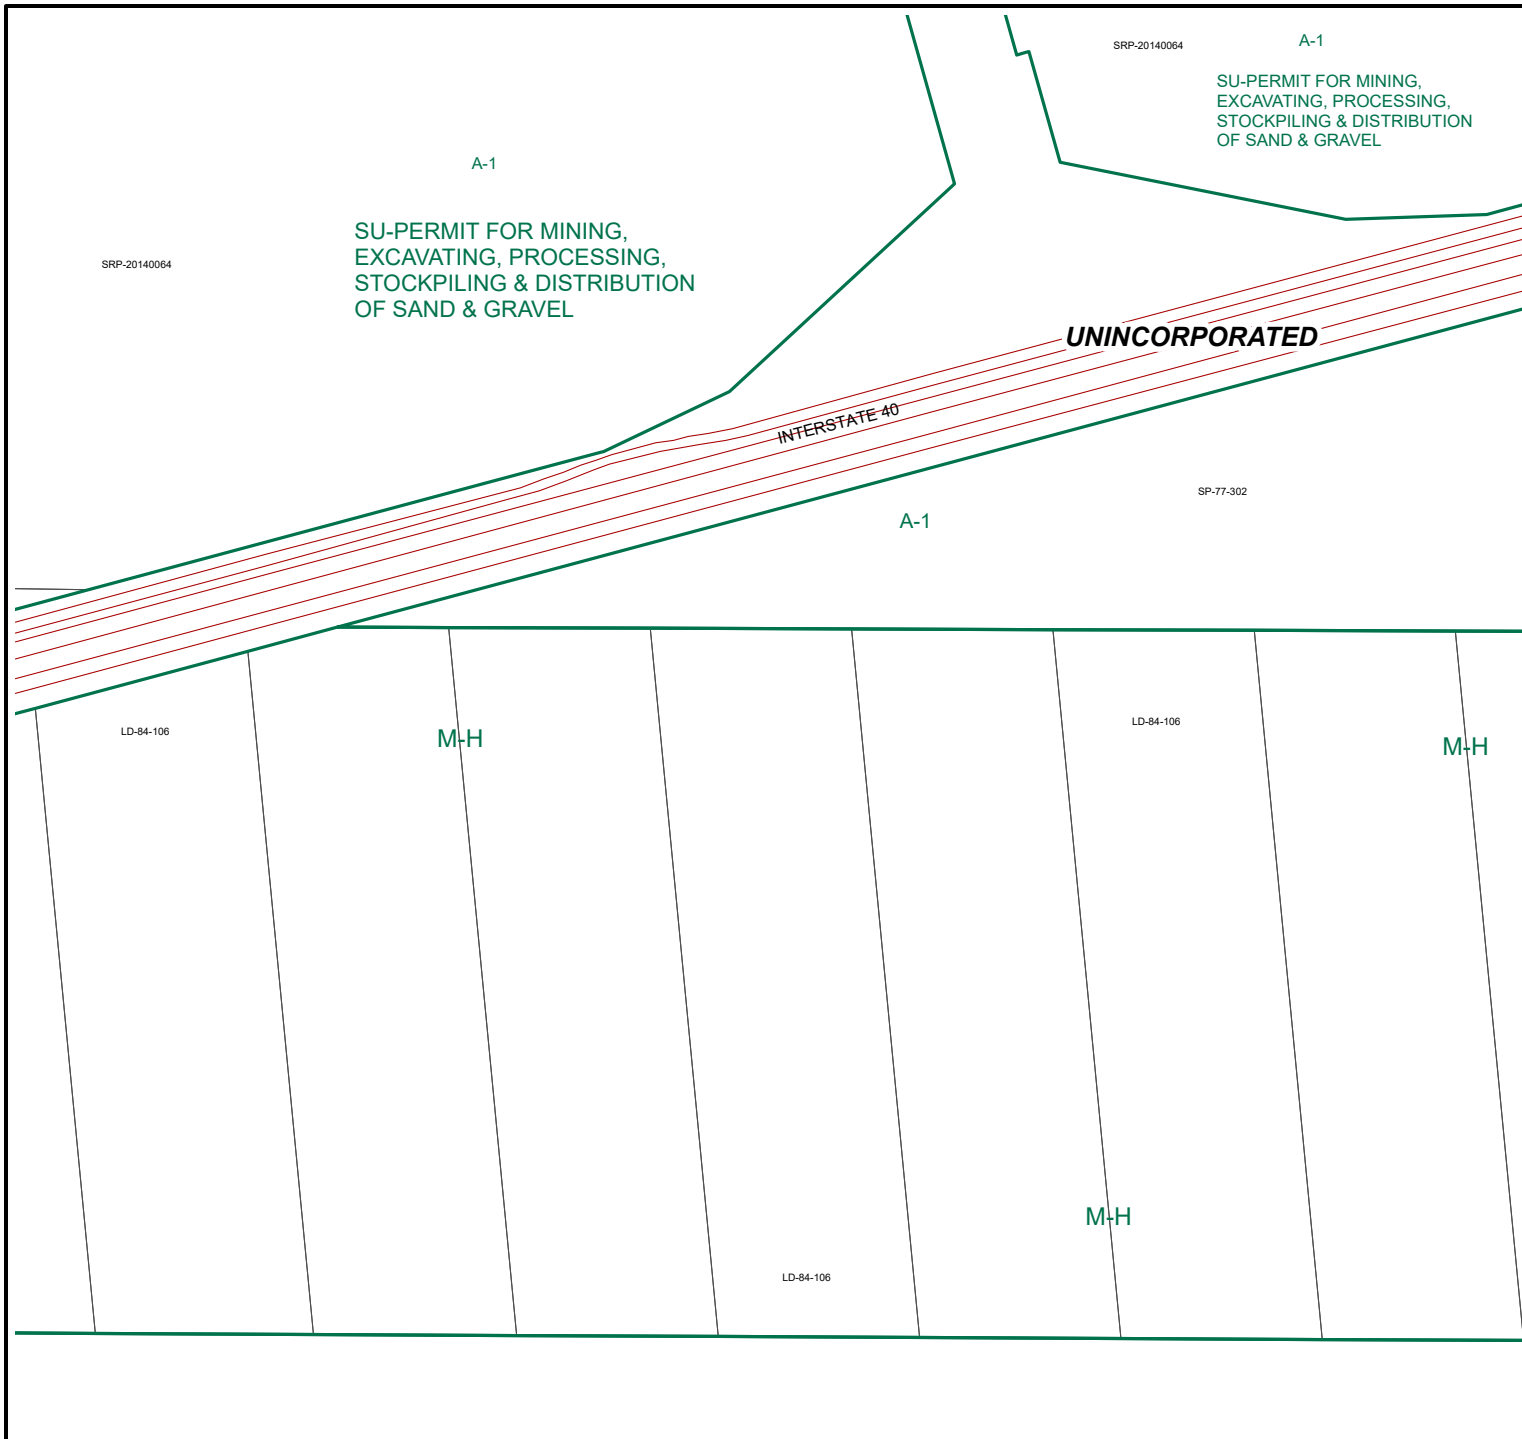 SRP-20140064
A-1
SU-PERMIT FOR MINING,
EXCAVATING, PROCESSING,
STOCKPILING & DISTRIBUTION
OF SAND & GRAVEL
A-1
SU-PERMIT FOR MINING,
EXCAVATING, PROCESSING,
STOCKPILING & DISTRIBUTION
OF SAND & GRAVEL
SRP-20140064
UNINCORPORATED
INTERSTATE 40
SP-77-302
A-1
LD-84-106
M-H
LD-84-106
M-H
M-H
LD-84-106